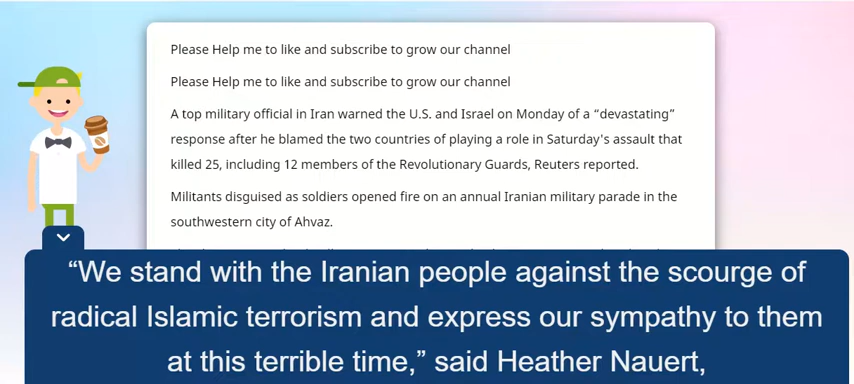 Please Help me to like and subscribe to grow our channel
Please Help me to like and subscribe to grow our channel
A top military official in Iran warned the U.S. and Israel on Monday of a “devastating”
response after he blamed the two countries of playing a role in Saturday's assault that
killed 25, including 12 members of the Revolutionary Guards, Reuters reported.
Militants disguised as soldiers opened fire on an annual Iranian military parade in the
southwestern city of Ahvaz.
“We stand with the Iranian people against the scourge of
radical Islamic terrorism and express our sympathy to them
at this terrible time,” said Heather Nauert,